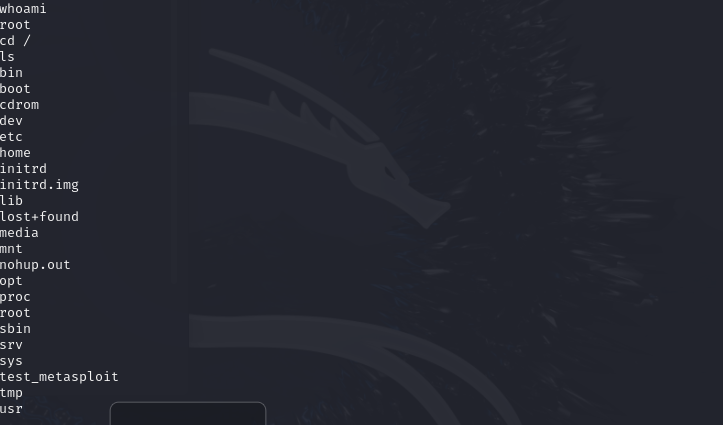 whoami
root
cd /
ls
bin
boot
cdrom
dev
etc
home
initrd
initrd.img
lib
lost+found
media
mnt
nohup.out
opt
proc
root
sbin
srv
sys
test_metasploit
tmp
usr